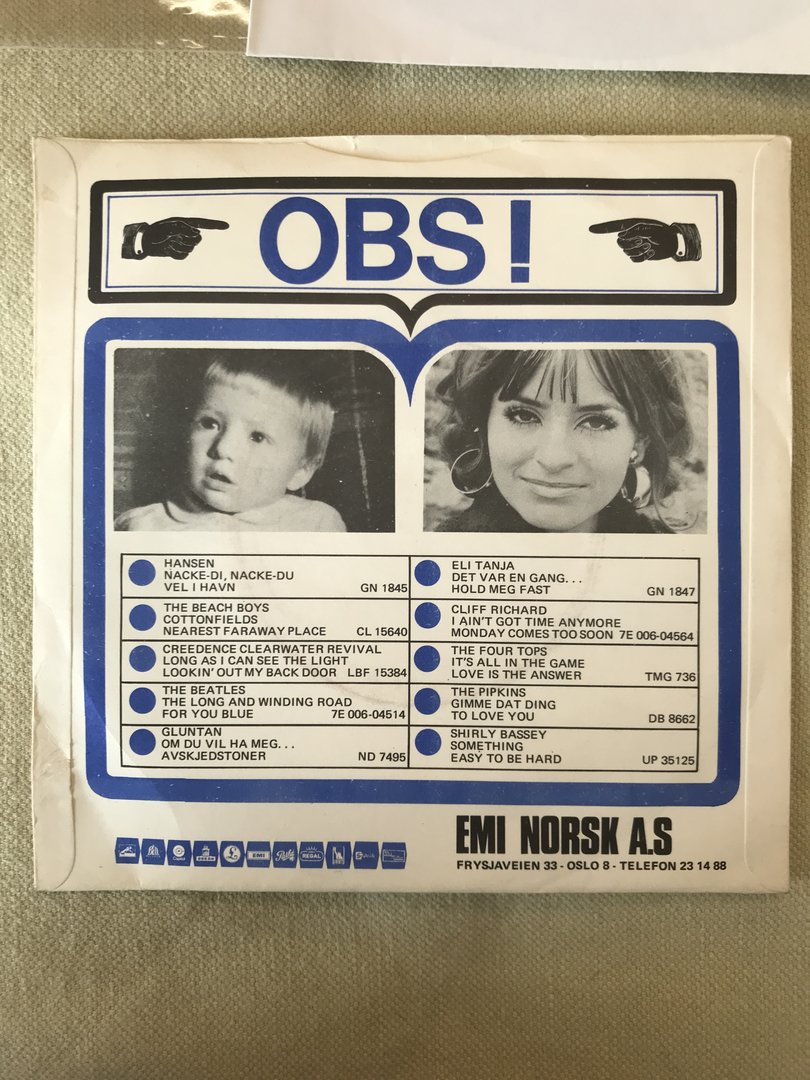 OBS!
HANSEN
NACKE-DI, NACKE-DU
VEL I HAVN GN 1845
THE BEACH BOYS
COTTONFIELDS
NEAREST FARAWAY PLACE CL 15640
CREEDENCE CLEARWATER REVIVAL
LONG AS I CAN SEE THE LIGHT
LOOKIN' OUT MY BACK DOOR LBF 15384
THE BEATLES
THE LONG AND WINDING ROAD
FOR YOU BLUE 7E 006-04514
GLUNTAN
OM DU VIL HA MEG...
AVSKJEDSTONER ND 7495
ELI TANJA
DET VAR EN GANG...
HOLD MEG FAST GN 1847
CLIFF RICHARD
I AIN'T GOT TIME ANYMORE
MONDAY COMES TOO SOON 7E 006-04564
THE FOUR TOPS
IT'S ALL IN THE GAME
LOVE IS THE ANSWER TMG 736
THE PIPKINS
GIMME DAT DING
TO LOVE YOU DB 8662
SHIRLY BASSEY
SOMETHING
EASY TO BE HARD UP 35125
Capitol
EMI
REGAL
EMI NORSK A.S
FRYSJAVEIEN 33 - OSLO 8 - TELEFON 23 14 88